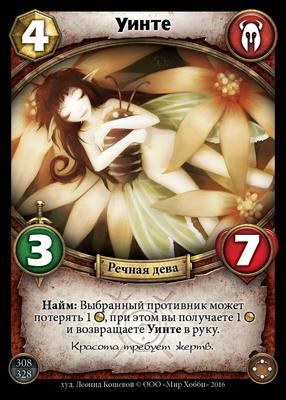 4
Уинте
3
Речная дева
7
Найм: Выбранный противник может
потерять 1 , при этом вы получаете 1
и возвращаете Уинте в руку.
Красота требует жертв.
308
328
худ. Леонид Кошевой © ООО «Мир Хобби» 2016